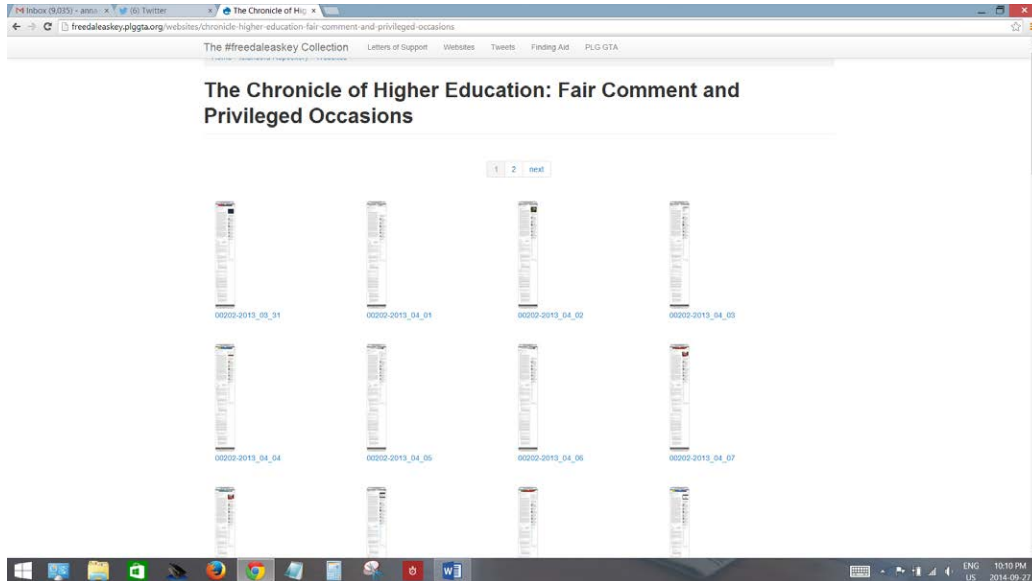 Inbox (9,035) - anna
(6) Twitter
The Chronicle of Hig
freedaleaskey.plggta.org/websites/chronicle-higher-education-fair-comment-and-privileged-occasions
The #freedaleaskey Collection Letters of Support Websites Tweets Finding Aid PLG GTA
The Chronicle of Higher Education: Fair Comment and
Privileged Occasions
1 2 next
00202-2013_03_31 00202-2013_04_01 00202-2013_04_02 00202-2013_04_03
00202-2013_04_04 00202-2013_04_05 00202-2013_04_06 00202-2013_04_07
ENG 10:10 PM
US 2014-09-27